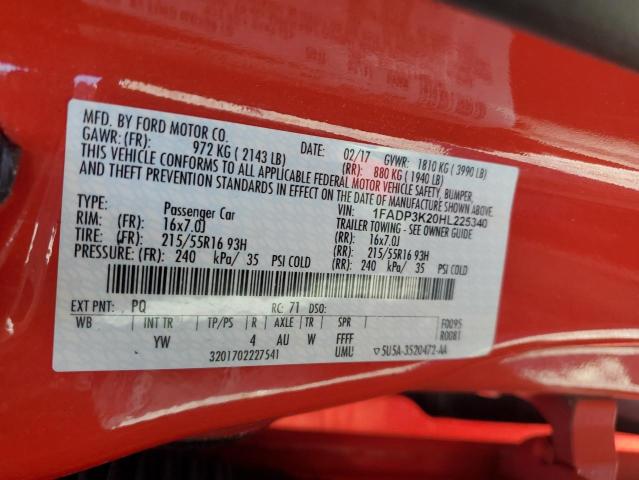 MFD. BY FORD MOTOR CO.
DATE: 02/17 GVWR: 1810 KG ( 3990 LB)
GAWR: (FR): 972 KG ( 2143 LB) (RR): 880 KG ( 1940 LB)
THIS VEHICLE CONFORMS TO ALL APPLICABLE FEDERAL MOTOR VEHICLE SAFETY, BUMPER,
AND THEFT PREVENTION STANDARDS IN EFFECT ON THE DATE OF MANUFACTURE SHOWN ABOVE.
VIN: 1FADP3K20HL225340
TYPE: Passenger Car TRAILER TOWING - SEE OWNER GUIDE
RIM: (FR): 16x7.0J (RR): 16x7.0J
TIRE: (FR): 215/55R16 93H (RR): 215/55R16 93H
PRESSURE: (FR): 240 kPa/ 35 PSI COLD (RR): 240 kPa/ 35 PSI COLD
EXT PNT: PQ RC: 71 DSO: F0095
WB INT TR TP/PS R AXLE TR SPR R0081
YW 4 AU W FFFF
3201702227541 UMU ▽5U5A-3520472-AA